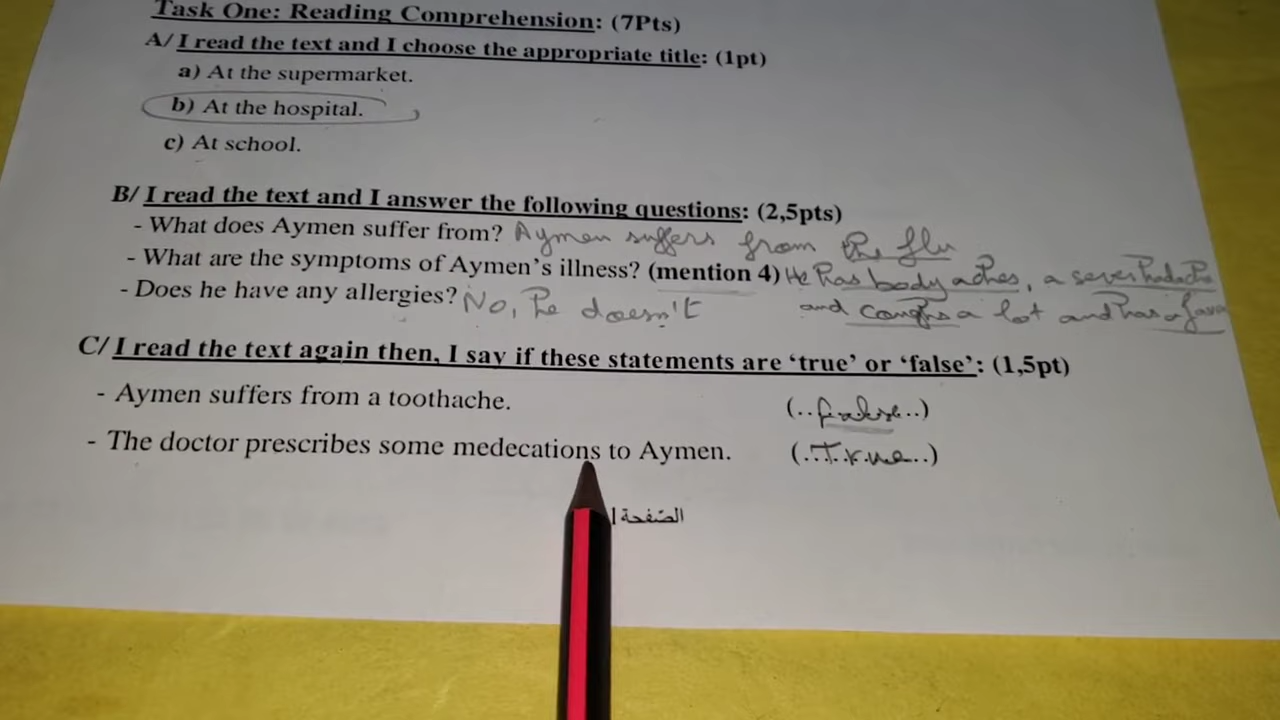 Task One: Reading Comprehension: (7Pts)
A/ I read the text and I choose the appropriate title: (1pt)
a) At the supermarket.
b) At the hospital.
c) At school.
B/ I read the text and I answer the following questions: (2,5pts)
- What does Aymen suffer from? Aymen suffers from the flu
- What are the symptoms of Aymen's illness? (mention 4) He has body aches, a sever headache
- Does he have any allergies? No, he doesn't and coughs a lot and has a
C/ I read the text again then, I say if these statements are 'true' or 'false': (1,5pt)
- Aymen suffers from a toothache. (..false..)
- The doctor prescribes some medecations to Aymen. (..True..)
الصّفحة 1